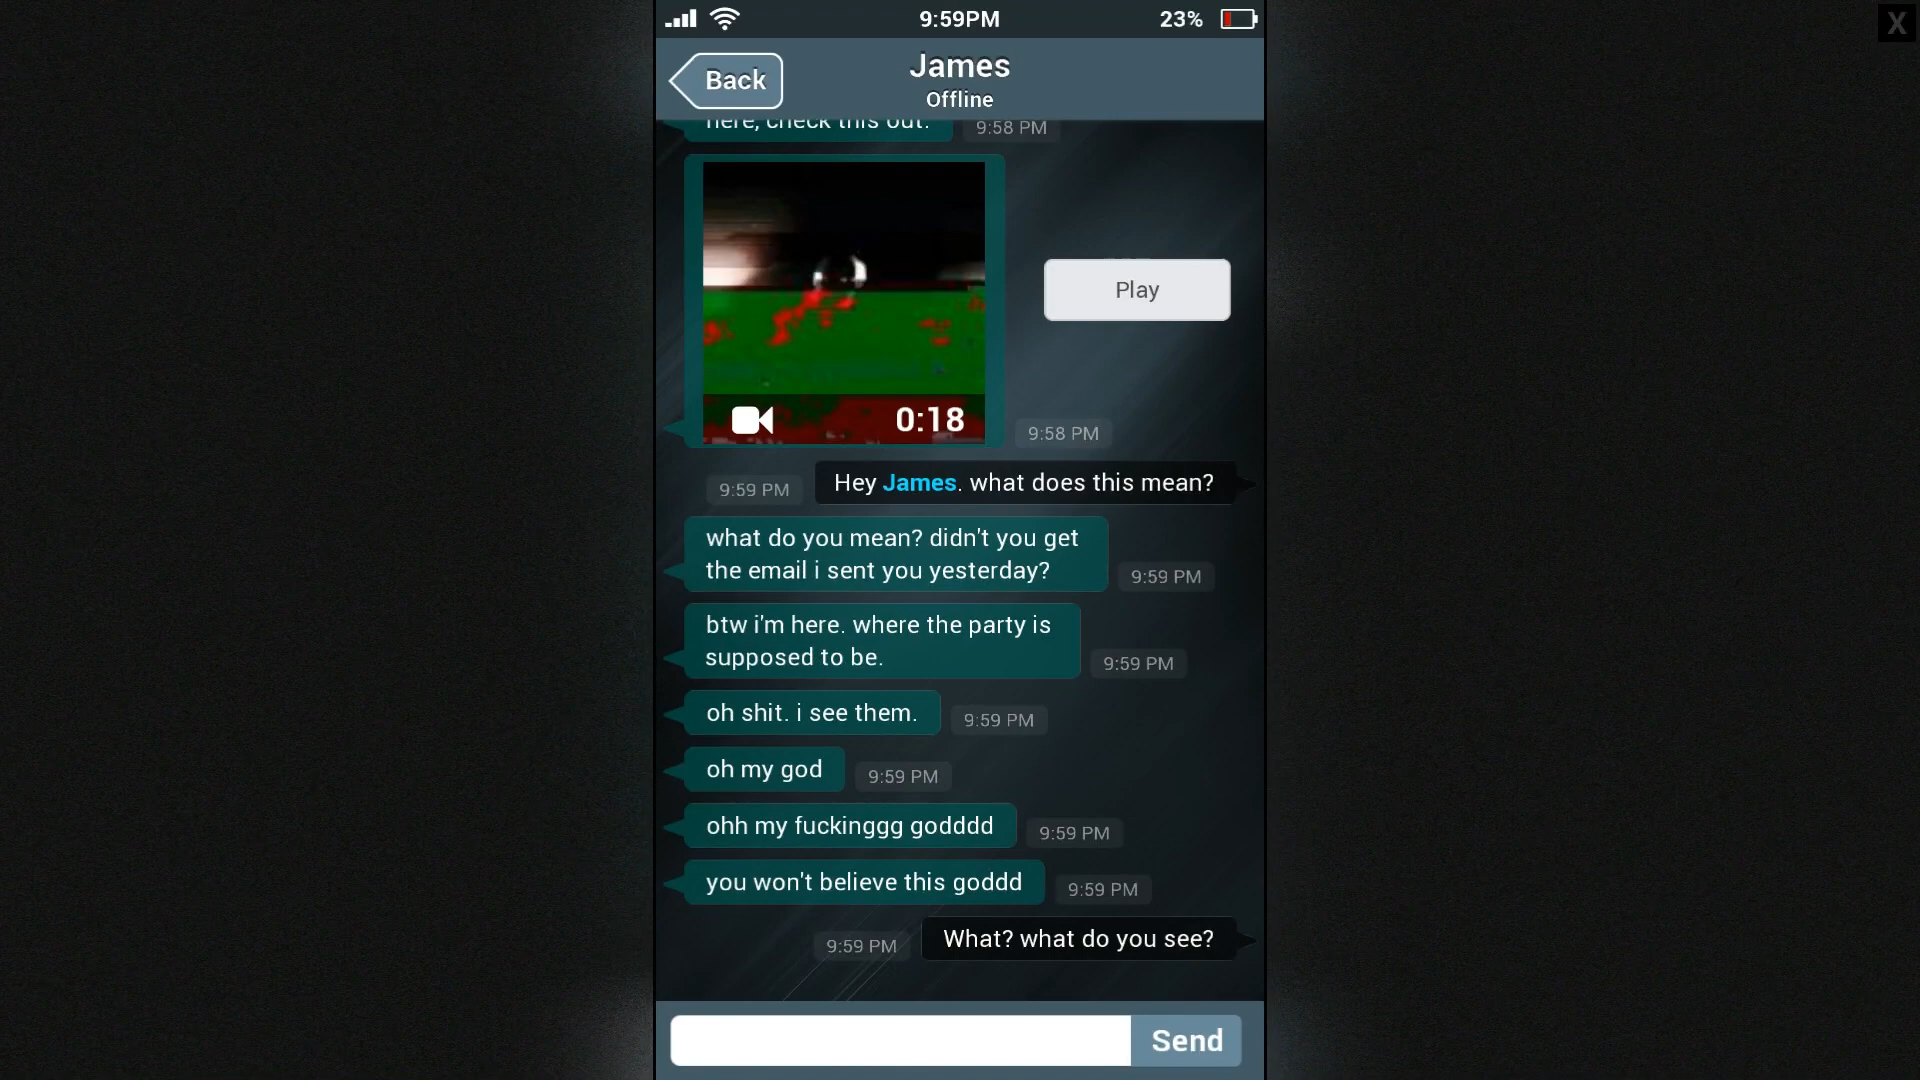 9:59PM
23%
X
Back
James
Offline
here, check this out.
9:58 PM
Play
0:18
9:58 PM
9:59 PM
Hey James. what does this mean?
what do you mean? didn't you get
the email i sent you yesterday?
9:59 PM
btw i'm here. where the party is
supposed to be.
9:59 PM
oh shit. i see them.
9:59 PM
oh my god
9:59 PM
ohh my fuckinggg godddd
9:59 PM
you won't believe this goddd
9:59 PM
9:59 PM
What? what do you see?
Send